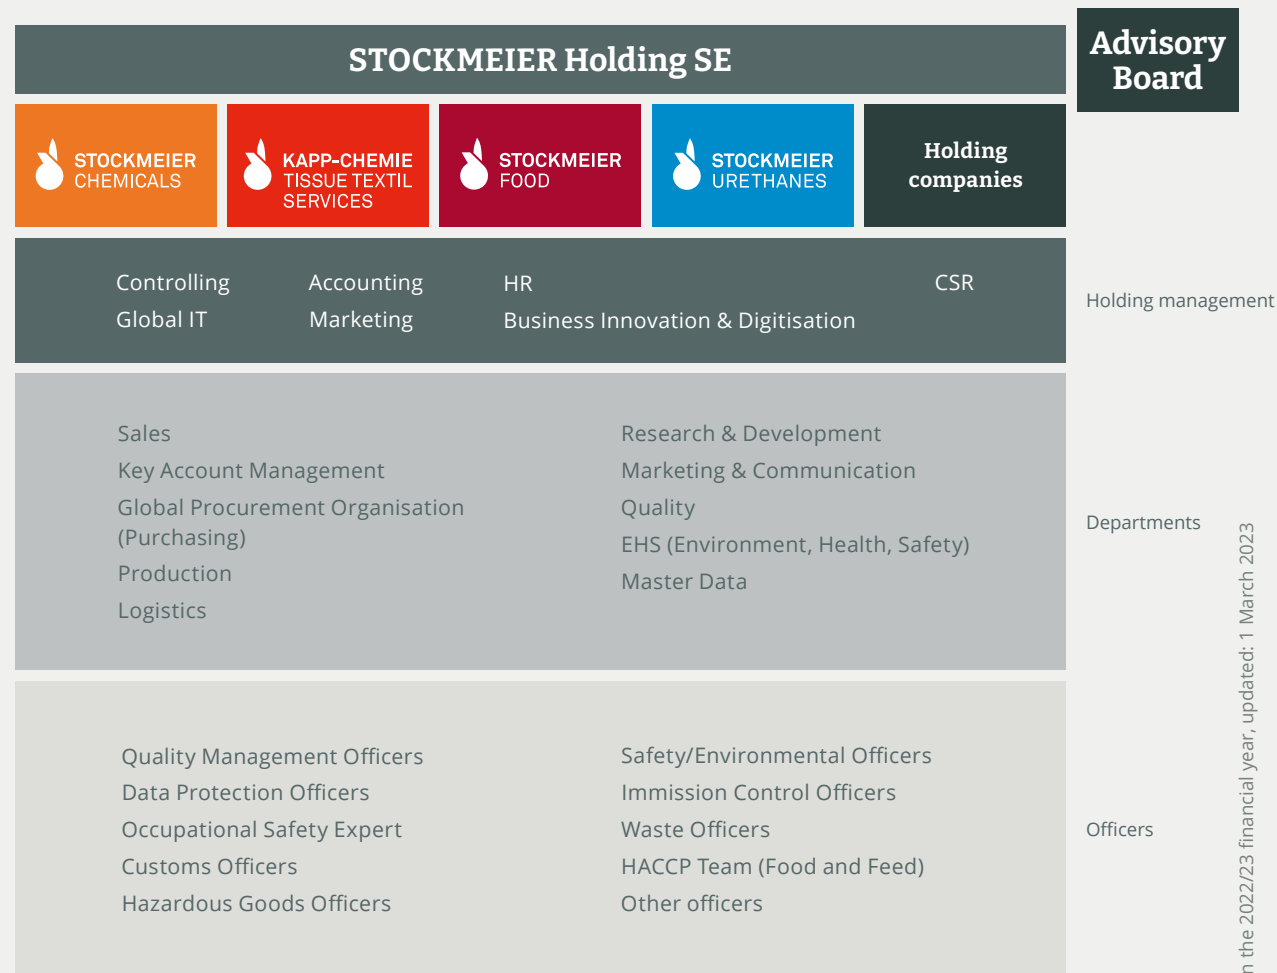 STOCKMEIER Holding SE
Advisory
Board
STOCKMEIER
CHEMICALS
KAPP-CHEMIE
TISSUE TEXTIL
SERVICES
STOCKMEIER
FOOD
STOCKMEIER
URETHANES
Holding
companies
Controlling
Accounting
HR
CSR
Global IT
Marketing
Business Innovation & Digitisation
Holding management
Sales
Key Account Management
Global Procurement Organisation
(Purchasing)
Production
Logistics
Research & Development
Marketing & Communication
Quality
EHS (Environment, Health, Safety)
Master Data
Departments
Quality Management Officers
Data Protection Officers
Occupational Safety Expert
Customs Officers
Hazardous Goods Officers
Safety/Environmental Officers
Immission Control Officers
Waste Officers
HACCP Team (Food and Feed)
Other officers
Officers
the 2022/23 financial year, updated: 1 March 2023